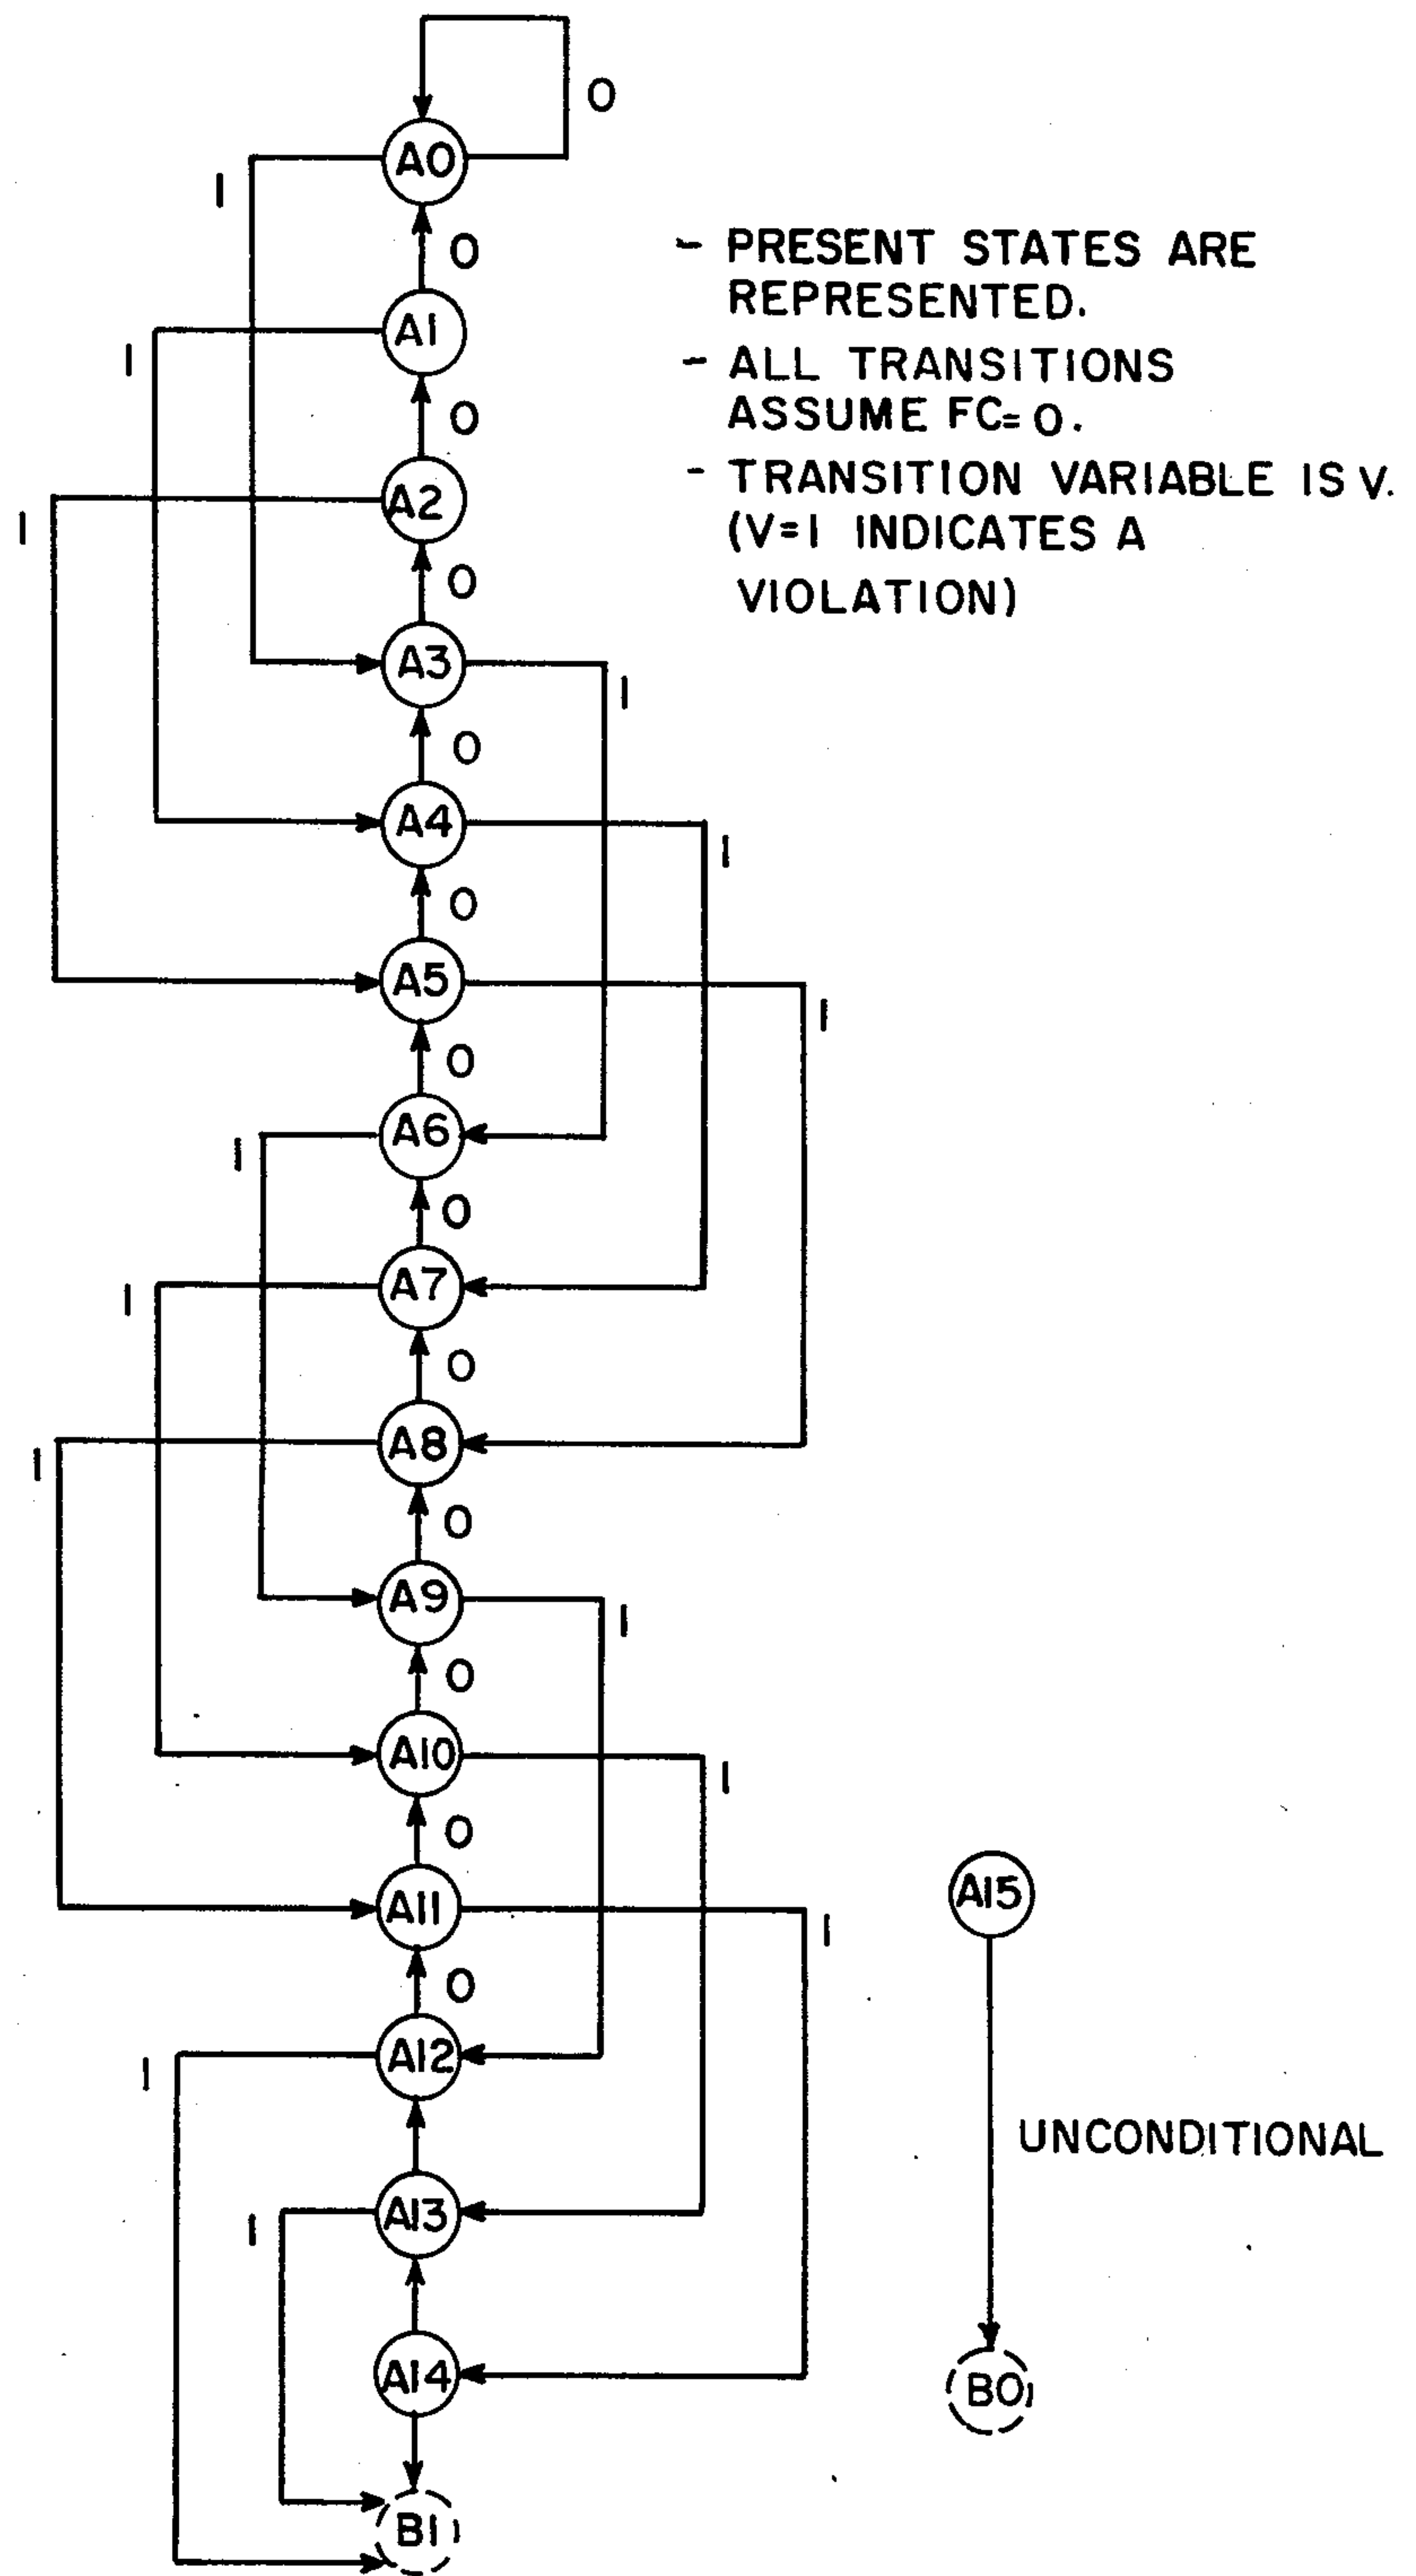 0
A0
1
0
- PRESENT STATES ARE
REPRESENTED.
A1
1
- ALL TRANSITIONS
ASSUME FC=0.
0
- TRANSITION VARIABLE IS V.
A2
1
(V=1 INDICATES A
0
VIOLATION)
A3
1
0
A4
1
0
A5
1
0
A6
1
0
A7
1
0
A8
1
0
A9
1
0
A10
1
0
A11
1
A15
0
A12
1
UNCONDITIONAL
A13
1
A14
B0
B1